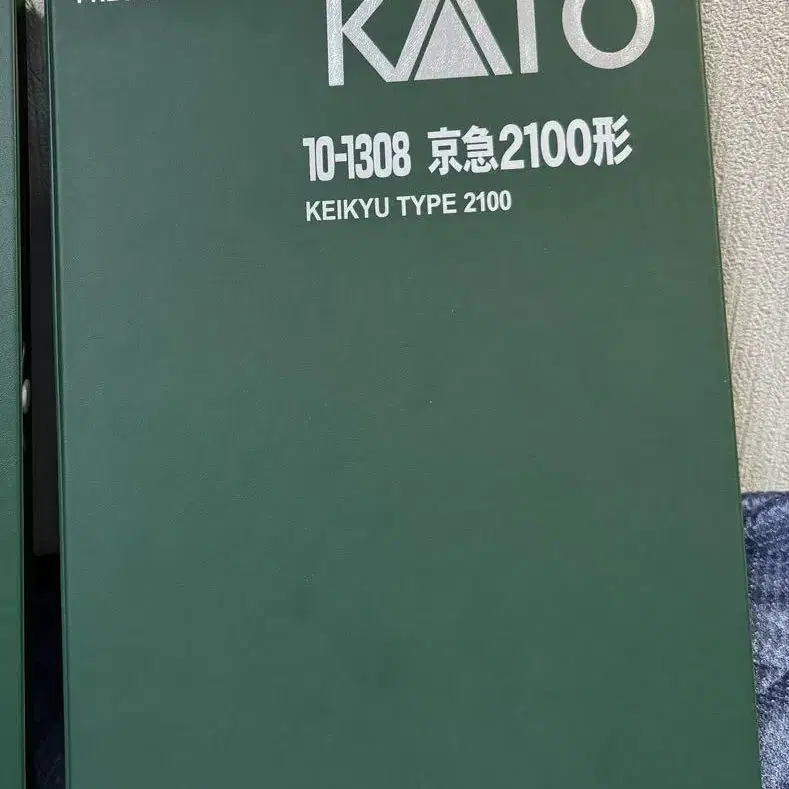 KATO
10-1308 京急2100形
KEIKYU TYPE 2100